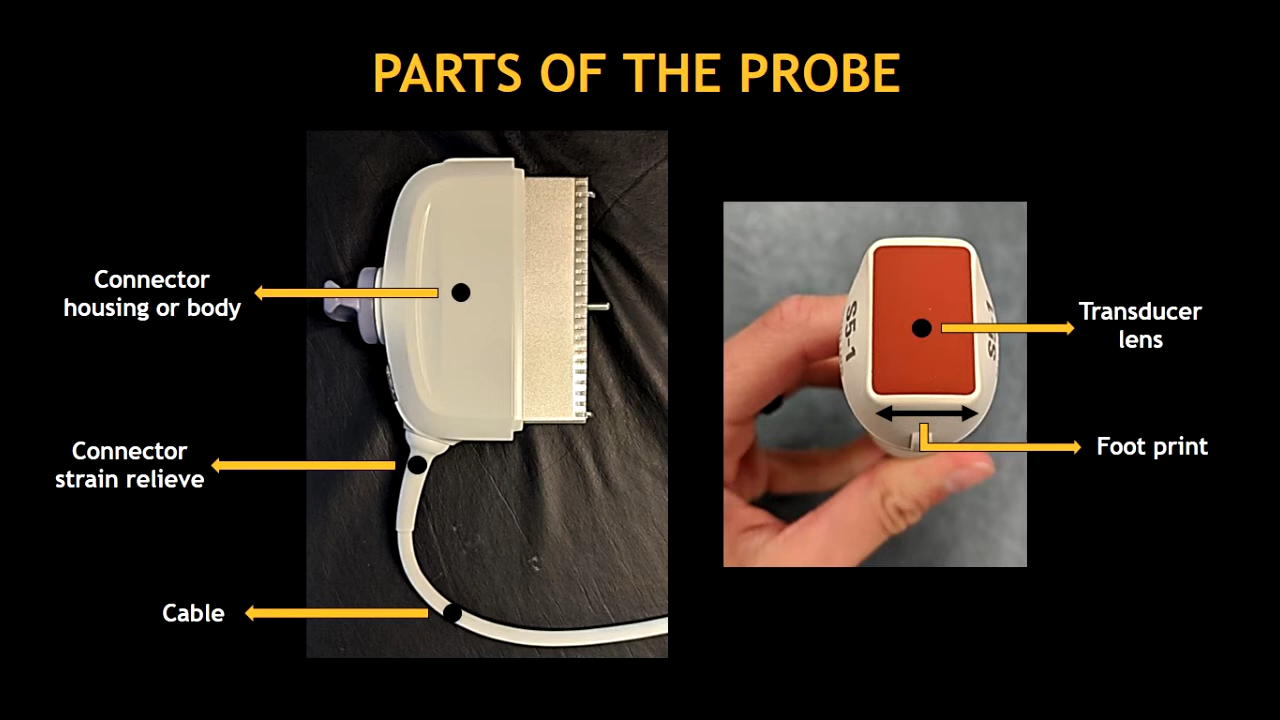 PARTS OF THE PROBE
Connector
housing or body
Connector
strain relieve
Cable
S5-1
Transducer
lens
Foot print